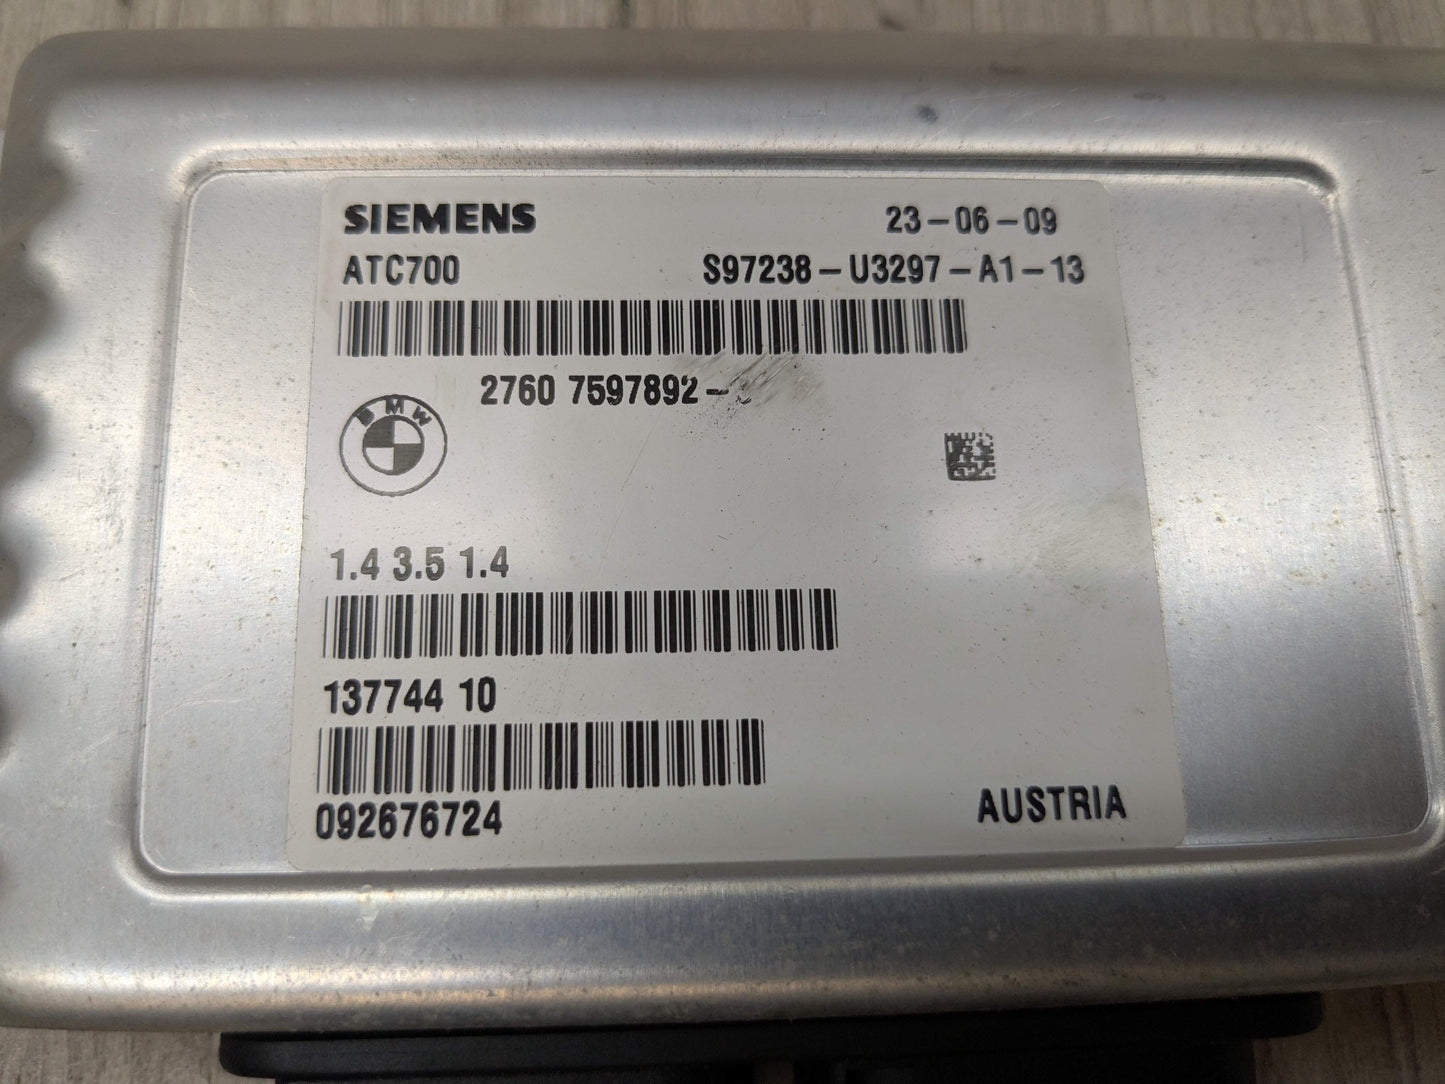 SIEMENS 23-06-09
ATC700 S97238-U3297-A1-13
2760 7597892-
BMW
1.4 3.5 1.4
137744 10
092676724
AUSTRIA